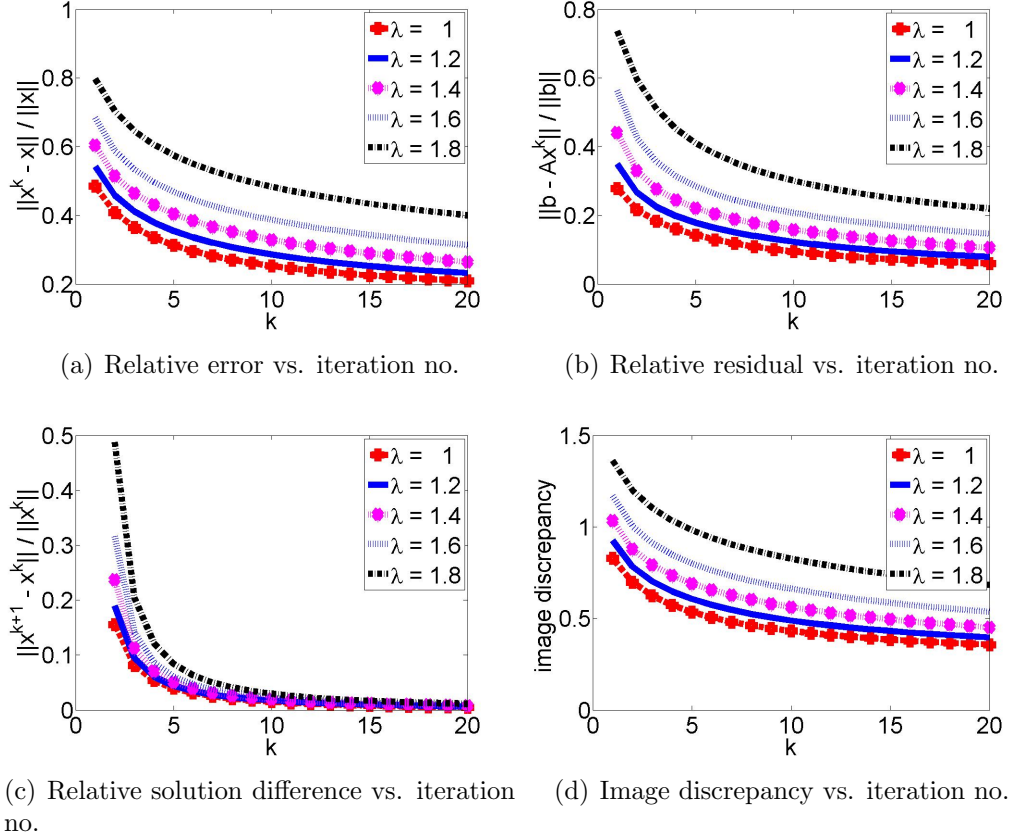 1
0.8
0.6
0.4
0.2
0 5 10 15 20
k
||x^k - x|| / ||x||
λ = 1
λ = 1.2
λ = 1.4
λ = 1.6
λ = 1.8
(a) Relative error vs. iteration no.
0.8
0.6
0.4
0.2
0
0 5 10 15 20
k
||b - Ax^k|| / ||b||
λ = 1
λ = 1.2
λ = 1.4
λ = 1.6
λ = 1.8
(b) Relative residual vs. iteration no.
0.5
0.4
0.3
0.2
0.1
0
0 5 10 15 20
k
||x^{k+1} - x^k|| / ||x^k||
λ = 1
λ = 1.2
λ = 1.4
λ = 1.6
λ = 1.8
(c) Relative solution difference vs. iteration
no.
1.5
1
0.5
0
0 5 10 15 20
k
image discrepancy
λ = 1
λ = 1.2
λ = 1.4
λ = 1.6
λ = 1.8
(d) Image discrepancy vs. iteration no.